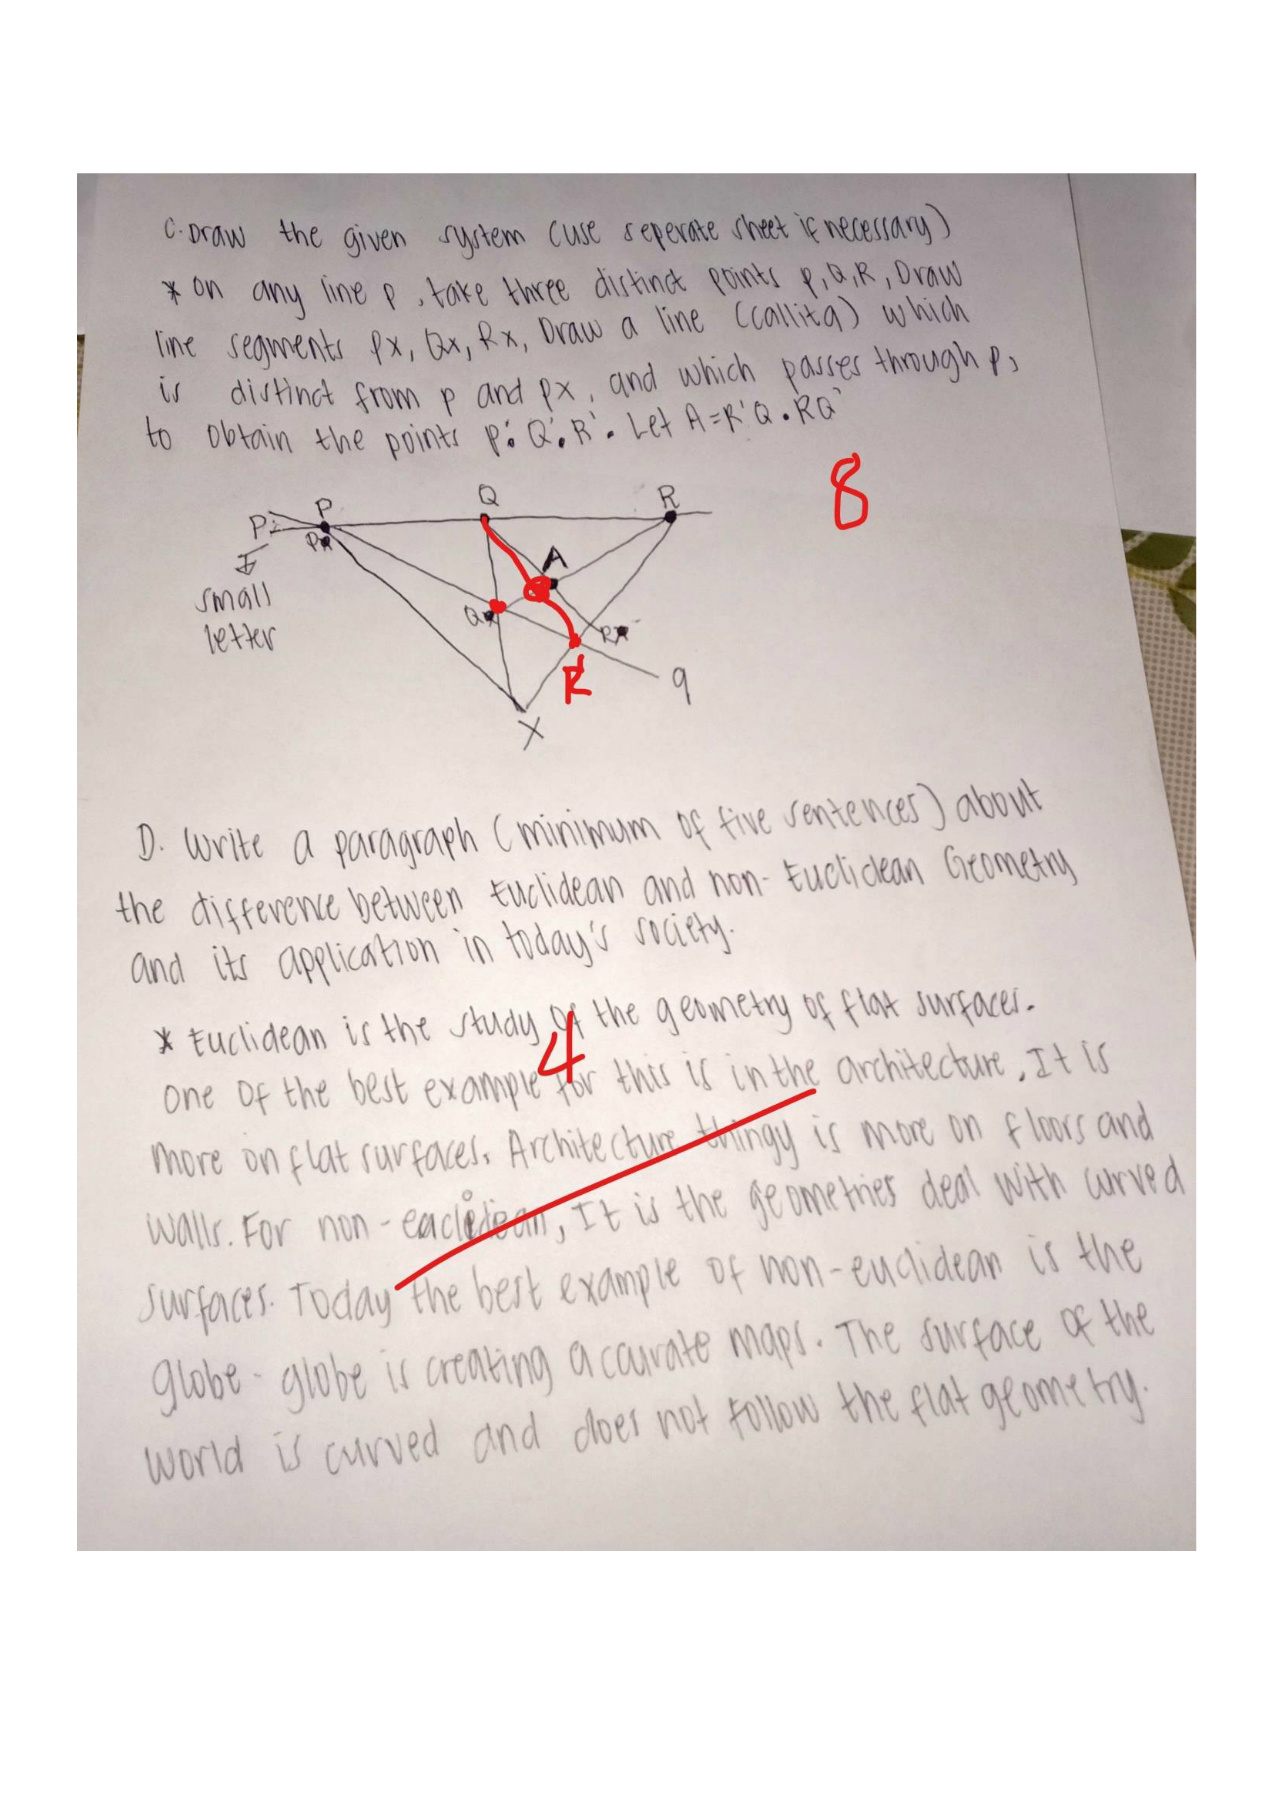 C. Draw the given system (use seperate sheet if necessary)
* On any line p, take three distinct points P, Q, R, Draw
line segments Px, Qx, Rx, Draw a line (call it q) which
is distinct from p and px, and which passes through p,
to obtain the points P'. Q'. R'. Let A = R'Q • RQ'
8
P Q R
P:
Px
A
small
letter
Qx
Rx
R'
q
X
D. Write a paragraph (minimum of five sentences) about
the difference between Euclidean and non-Euclidean Geometry
and its application in today's society.
* Euclidean is the study of the geometry of flat surfaces.
4
One of the best example for this is in the architecture, It is
more on flat surfaces. Architecture thingy is more on floors and
walls. For non-eaclidean, It is the geometries deal with curved
surfaces. Today the best example of non-euclidean is the
globe - globe is creating accurate maps. The surface of the
world is curved and does not follow the flat geometry.